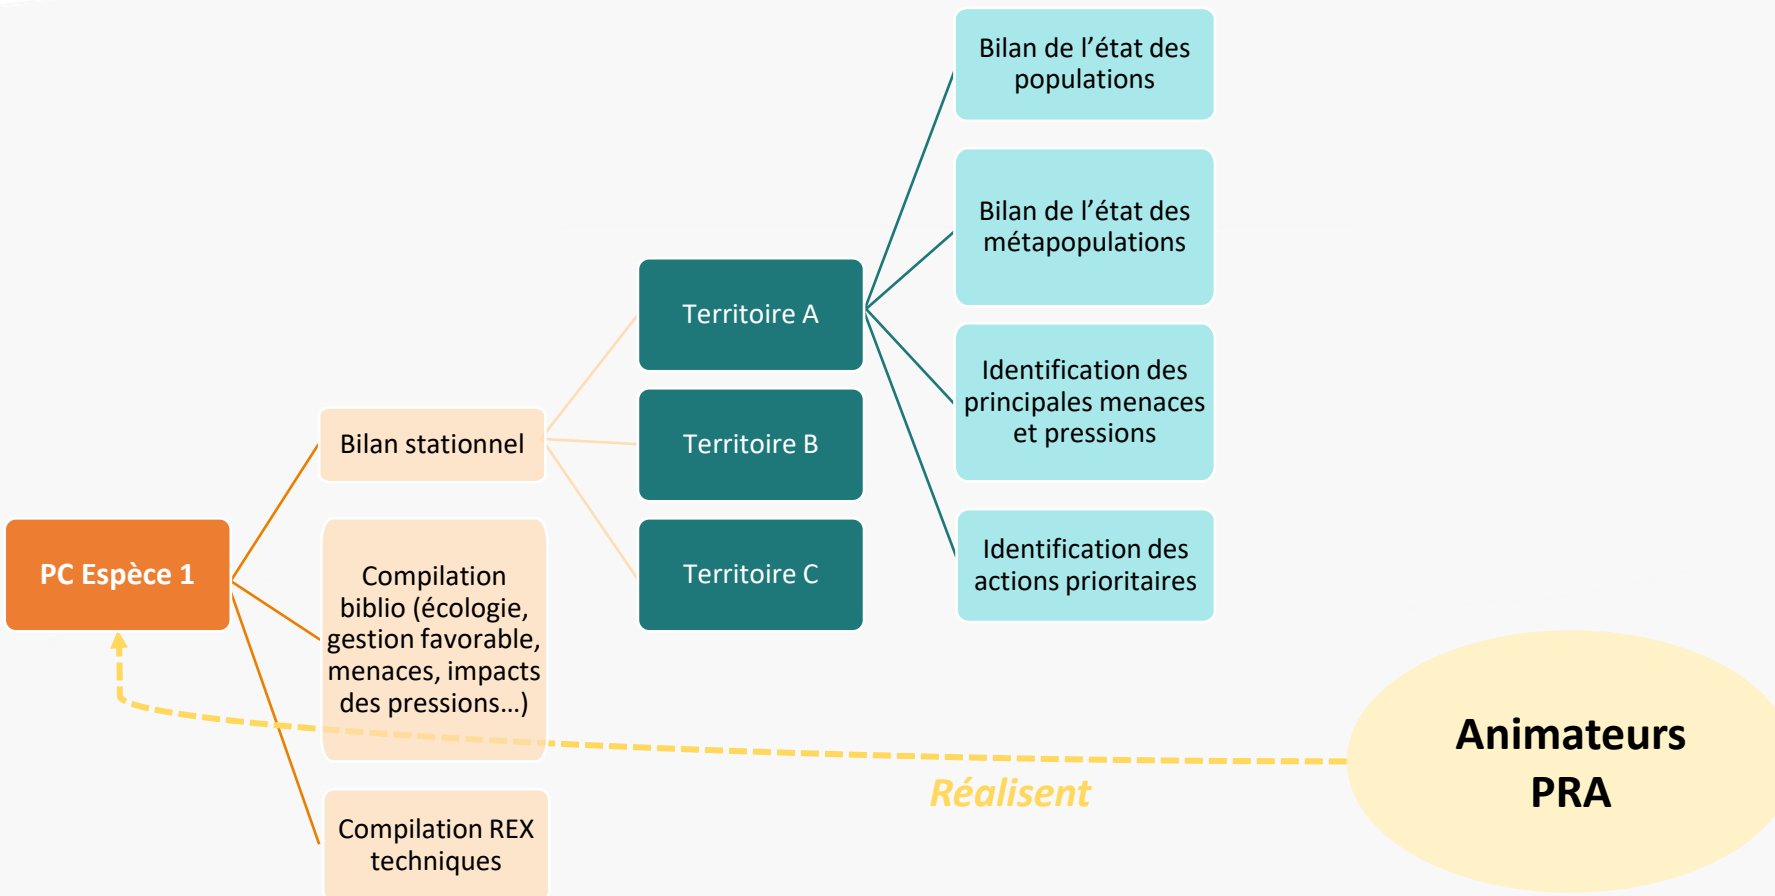 PC Espèce 1
Bilan stationnel
Compilation
biblio (écologie,
gestion favorable,
menaces, impacts
des pressions...)
Compilation REX
techniques
Territoire A
Territoire B
Territoire C
Bilan de l’état des
populations
Bilan de l’état des
métapopulations
Identification des
principales menaces
et pressions
Identification des
actions prioritaires
Réalisent
Animateurs
PRA